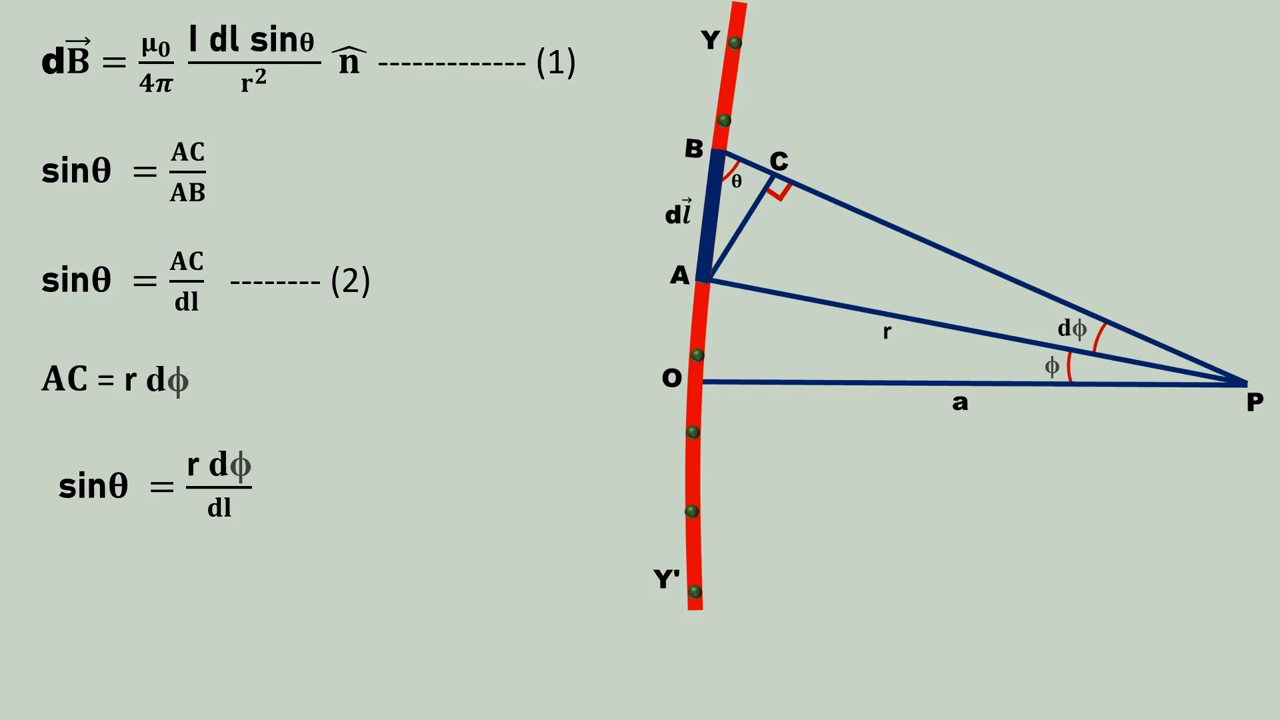 dB⃗ = μ₀/4π I dl sinθ/r² n̂ ------------- (1)
sinθ = AC/AB
sinθ = AC/dl -------- (2)
AC = r dϕ
sinθ = r dϕ/dl
Y
B
C
θ
dl⃗
A
r
dϕ
ϕ
O
a
P
Y'